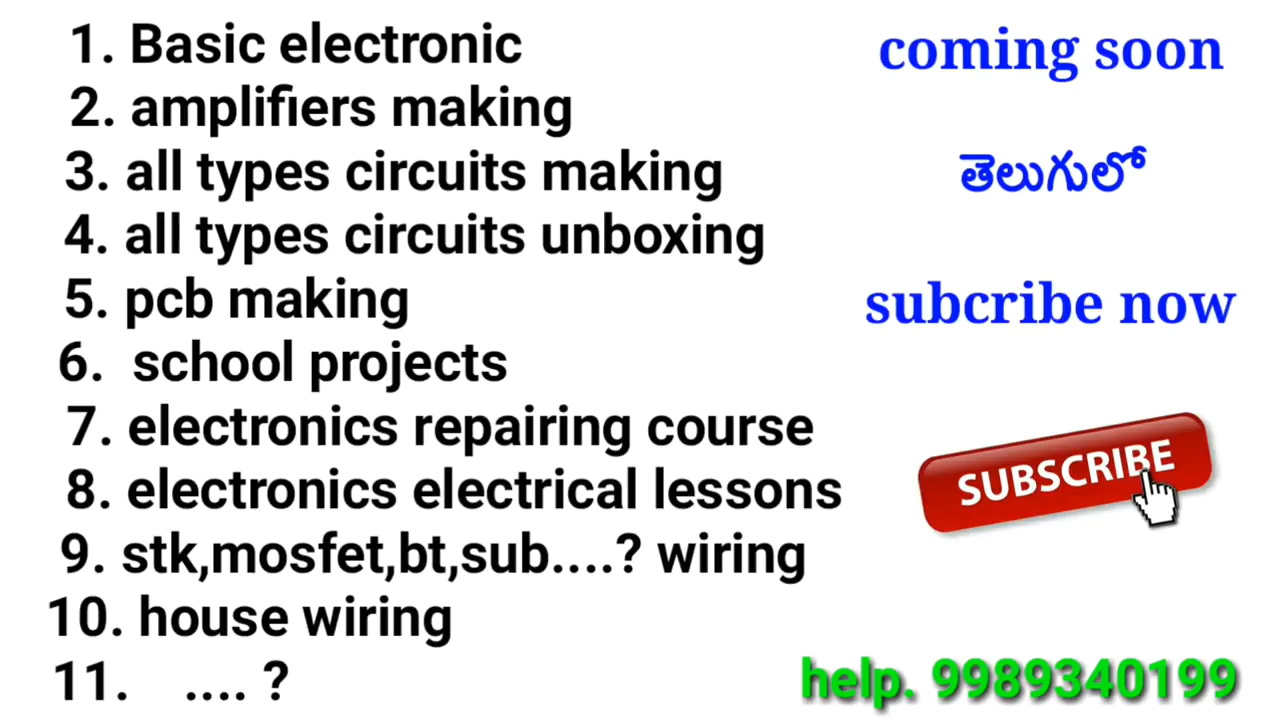 1. Basic electronic
2. amplifiers making
3. all types circuits making
4. all types circuits unboxing
5. pcb making
6. school projects
7. electronics repairing course
8. electronics electrical lessons
9. stk,mosfet,bt,sub....? wiring
10. house wiring
11. .... ?
coming soon
తెలుగులో
subcribe now
SUBSCRIBE
help. 9989340199